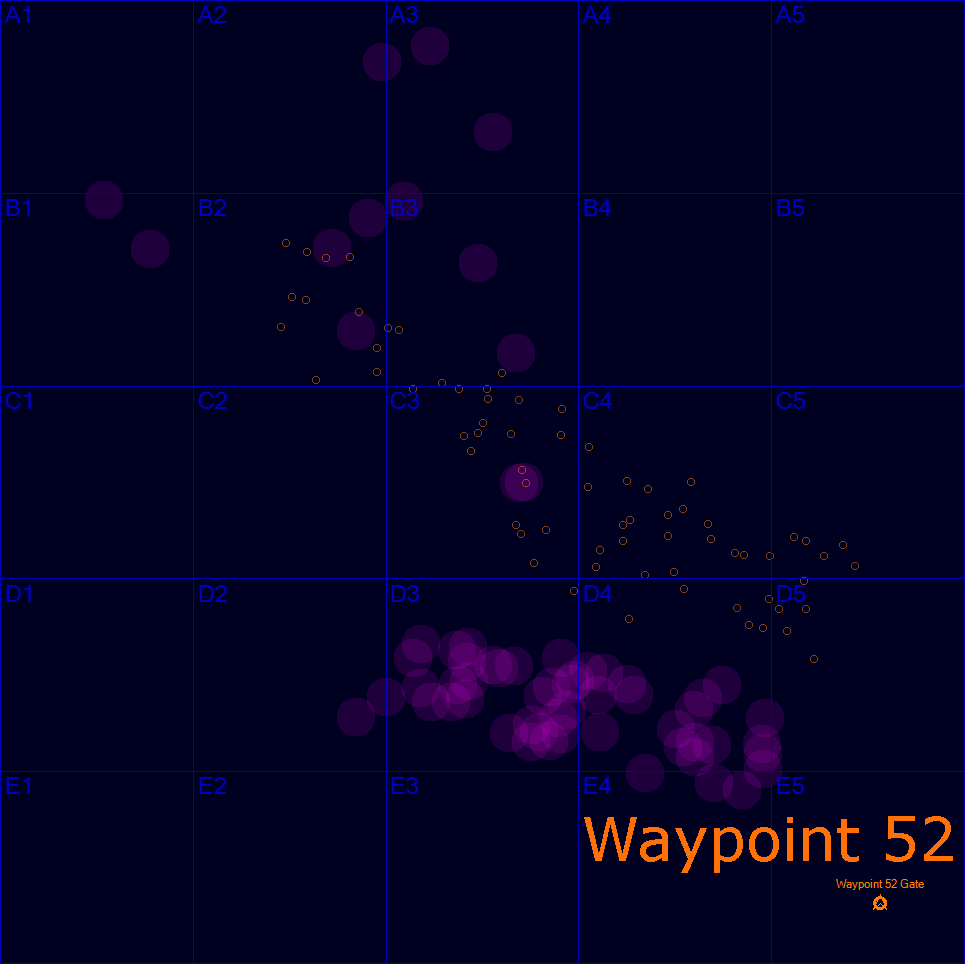 A1 A2 A3 A4 A5
B1 B2 B3 B4 B5
C1 C2 C3 C4 C5
D1 D2 D3 D4 D5
E1 E2 E3 E4 E5
Waypoint 52
Waypoint 52 Gate